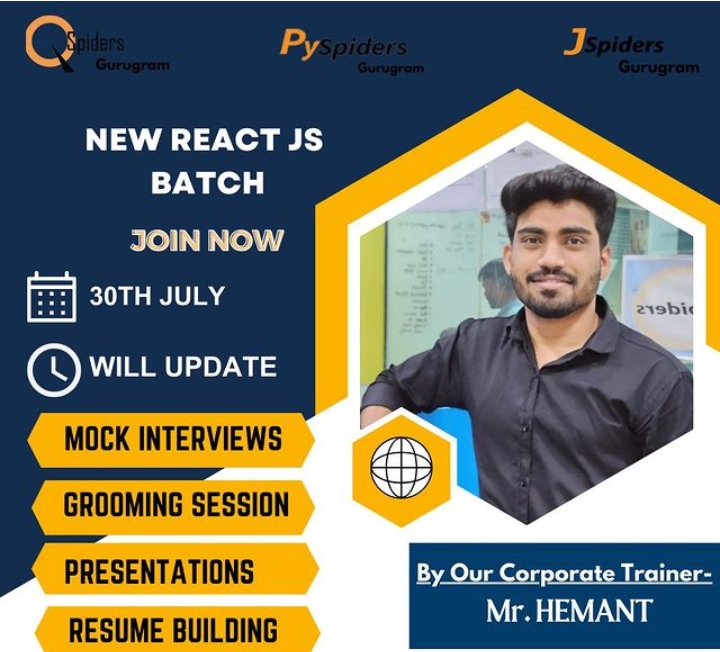 QSpiders
Gurugram
PySpiders
Gurugram
JSpiders
Gurugram
NEW REACT JS
BATCH
JOIN NOW
30TH JULY
WILL UPDATE
MOCK INTERVIEWS
GROOMING SESSION
PRESENTATIONS
RESUME BUILDING
By Our Corporate Trainer-
Mr. HEMANT